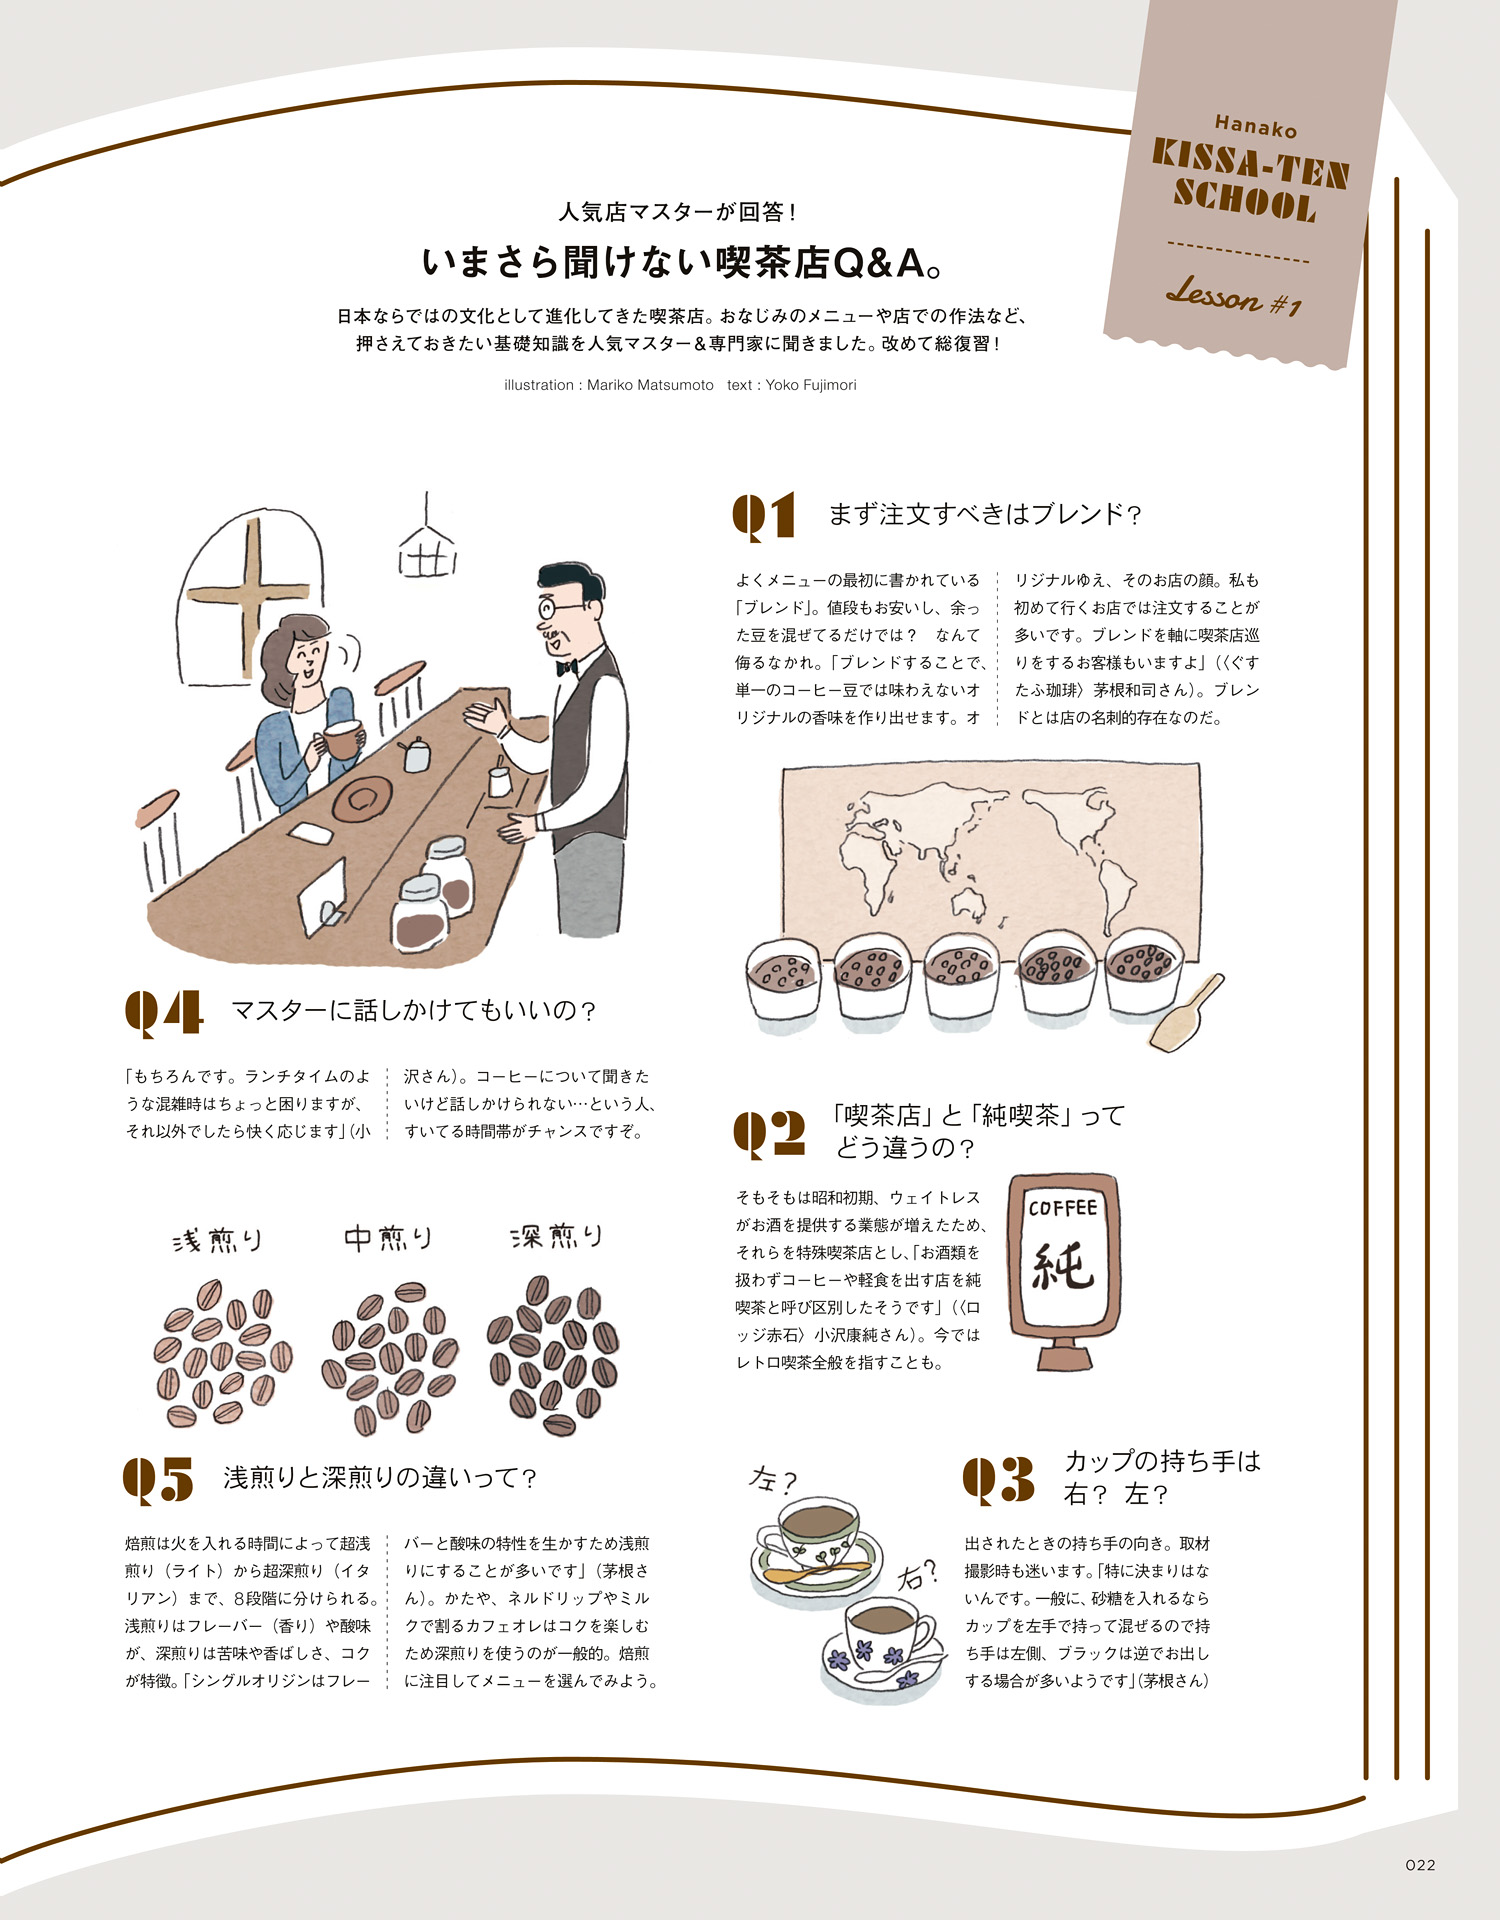 Hanako
KISSA-TEN
SCHOOL
Lesson #1
人気店マスターが回答！
いまさら聞けない喫茶店Q&A。
日本ならではの文化として進化してきた喫茶店。おなじみのメニューや店での作法など、
押さえておきたい基礎知識を人気マスター＆専門家に聞きました。改めて総復習！
illustration : Mariko Matsumoto text : Yoko Fujimori
Q1 まず注文すべきはブレンド？
よくメニューの最初に書かれている
「ブレンド」。値段もお安いし、余っ
た豆を混ぜてるだけでは？　なんて
侮るなかれ。「ブレンドすることで、
単一のコーヒー豆では味わえないオ
リジナルの香味を作り出せます。オ
リジナルゆえ、そのお店の顔。私も
初めて行くお店では注文することが
多いです。ブレンドを軸に喫茶店巡
りをするお客様もいますよ」（〈ぐす
たふ珈琲〉茅根和司さん）。ブレン
ドとは店の名刺的存在なのだ。
Q2 「喫茶店」と「純喫茶」って
どう違うの？
そもそもは昭和初期、ウェイトレス
がお酒を提供する業態が増えたため、
それらを特殊喫茶店とし、「お酒類を
扱わずコーヒーや軽食を出す店を純
喫茶と呼び区別したそうです」（〈ロ
ッジ赤石〉小沢康純さん）。今では
レトロ喫茶全般を指すことも。
COFFEE
純
Q3 カップの持ち手は
右？ 左？
左？
右？
出されたときの持ち手の向き。取材
撮影時も迷います。「特に決まりはな
いんです。一般に、砂糖を入れるなら
カップを左手で持って混ぜるので持
ち手は左側、ブラックは逆でお出し
する場合が多いようです」（茅根さん）
Q4 マスターに話しかけてもいいの？
「もちろんです。ランチタイムのよ
うな混雑時はちょっと困りますが、
それ以外でしたら快く応じます」（小
沢さん）。コーヒーについて聞きた
いけど話しかけられない…という人、
すいてる時間帯がチャンスですぞ。
浅煎り 中煎り 深煎り
Q5 浅煎りと深煎りの違いって？
焙煎は火を入れる時間によって超浅
煎り（ライト）から超深煎り（イタ
リアン）まで、8段階に分けられる。
浅煎りはフレーバー（香り）や酸味
が、深煎りは苦味や香ばしさ、コク
が特徴。「シングルオリジンはフレー
バーと酸味の特性を生かすため浅煎
りにすることが多いです」（茅根さ
ん）。かたや、ネルドリップやミル
クで割るカフェオレはコクを楽しむ
ため深煎りを使うのが一般的。焙煎
に注目してメニューを選んでみよう。
022